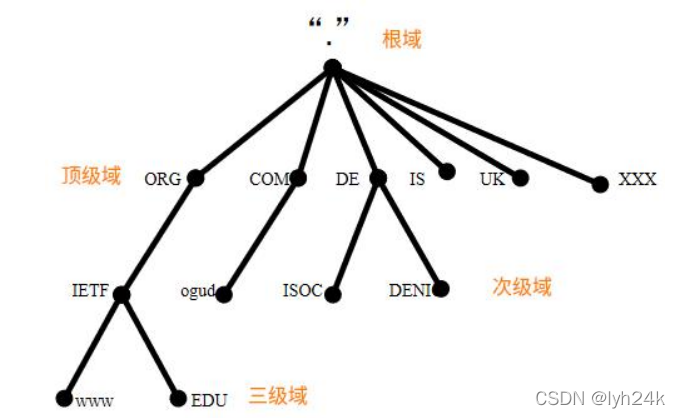 “.” 根域
顶级域 ORG COM DE IS UK XXX
IETF ogud ISOC DENI 次级域
www EDU 三级域
CSDN @lyh24k